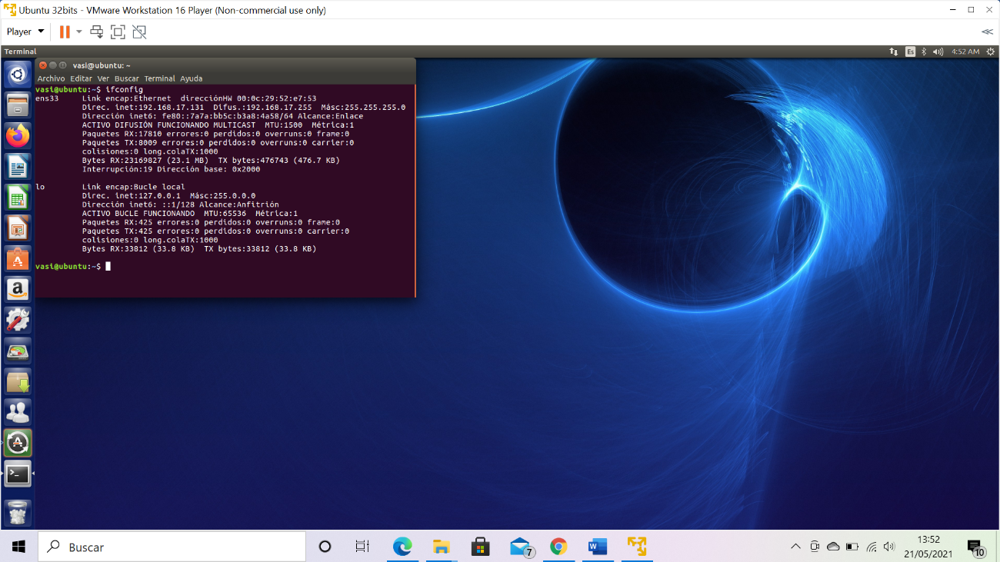 Ubuntu 32bits - VMware Workstation 16 Player (Non-commercial use only)
Player
Terminal
Es
4:52 AM
vasi@ubuntu: ~
Archivo Editar Ver Buscar Terminal Ayuda
vasi@ubuntu:~$ ifconfig
ens33 Link encap:Ethernet direcciónHW 00:0c:29:52:e7:53
Direc. inet:192.168.17.131 Difus.:192.168.17.255 Másc:255.255.255.0
Dirección inet6: fe80::7a7a:bb5c:b3a8:4a58/64 Alcance:Enlace
ACTIVO DIFUSIÓN FUNCIONANDO MULTICAST MTU:1500 Métrica:1
Paquetes RX:17810 errores:0 perdidos:0 overruns:0 frame:0
Paquetes TX:8009 errores:0 perdidos:0 overruns:0 carrier:0
colisiones:0 long.colaTX:1000
Bytes RX:23169827 (23.1 MB) TX bytes:476743 (476.7 KB)
Interrupción:19 Dirección base: 0x2000
lo Link encap:Bucle local
Direc. inet:127.0.0.1 Másc:255.0.0.0
Dirección inet6: ::1/128 Alcance:Anfitrión
ACTIVO BUCLE FUNCIONANDO MTU:65536 Métrica:1
Paquetes RX:425 errores:0 perdidos:0 overruns:0 frame:0
Paquetes TX:425 errores:0 perdidos:0 overruns:0 carrier:0
colisiones:0 long.colaTX:1000
Bytes RX:33812 (33.8 KB) TX bytes:33812 (33.8 KB)
vasi@ubuntu:~$
Buscar
7
13:52
21/05/2021
10